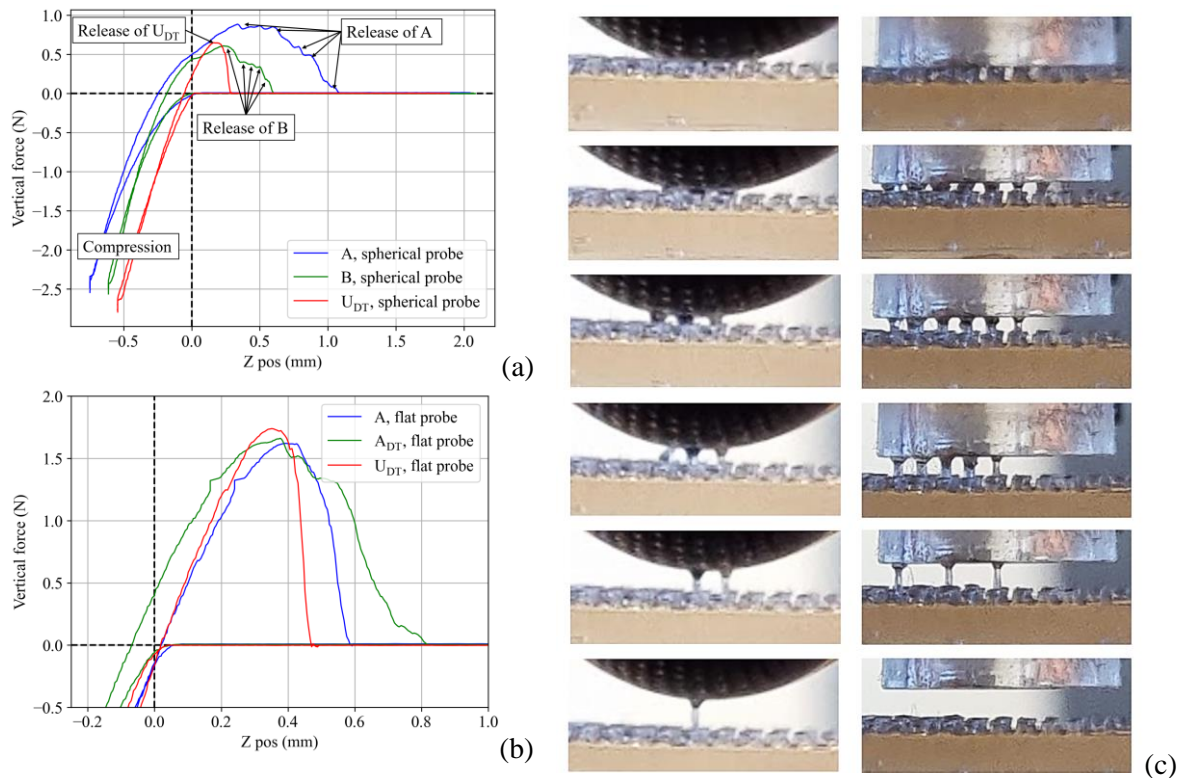 1.0
0.5
0.0
−0.5
−1.0
−1.5
−2.0
−2.5
Vertical force (N)
Release of U_DT
Release of A
Release of B
Compression
A, spherical probe
B, spherical probe
U_DT, spherical probe
−0.5 0.0 0.5 1.0 1.5 2.0
Z pos (mm)
(a)
2.0
1.5
1.0
0.5
0.0
−0.5
Vertical force (N)
A, flat probe
A_DT, flat probe
U_DT, flat probe
−0.2 0.0 0.2 0.4 0.6 0.8 1.0
Z pos (mm)
(b)
(c)